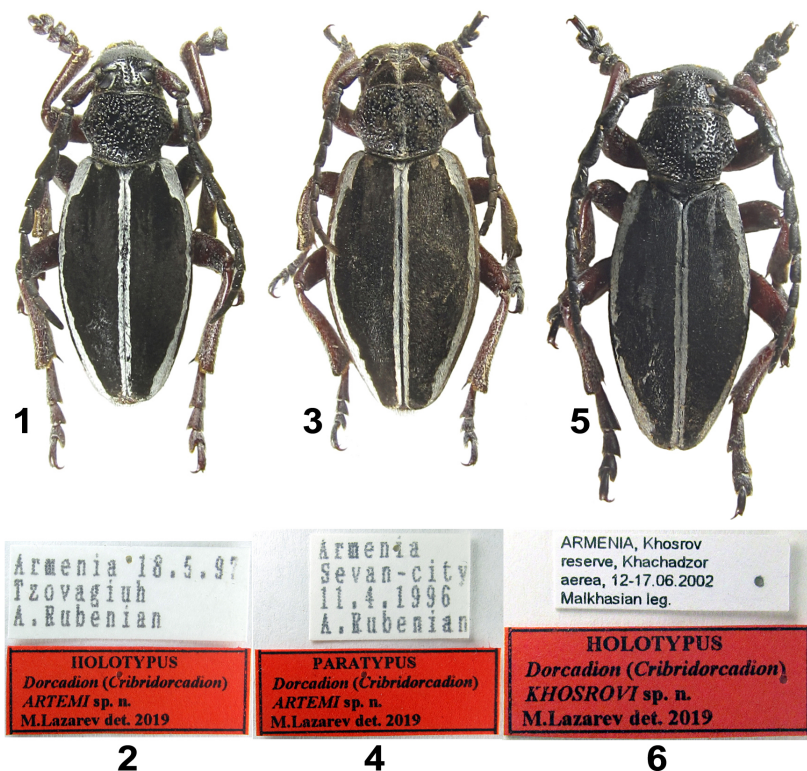 1
3
5
Armenia 18.5.97
Tzovagiuh
A.Rubenian
HOLOTYPUS
Dorcadion (Cribridorcadion)
ARTEMI sp. n.
M.Lazarev det. 2019
2
Armenia
Sevan-city
11.4.1996
A.Rubenian
PARATYPUS
Dorcadion (Cribridorcadion)
ARTEMI sp. n.
M.Lazarev det. 2019
4
ARMENIA, Khosrov
reserve, Khachadzor
aerea, 12-17.06.2002
Malkhasian leg.
HOLOTYPUS
Dorcadion (Cribridorcadion)
KHOSROVI sp. n.
M.Lazarev det. 2019
6